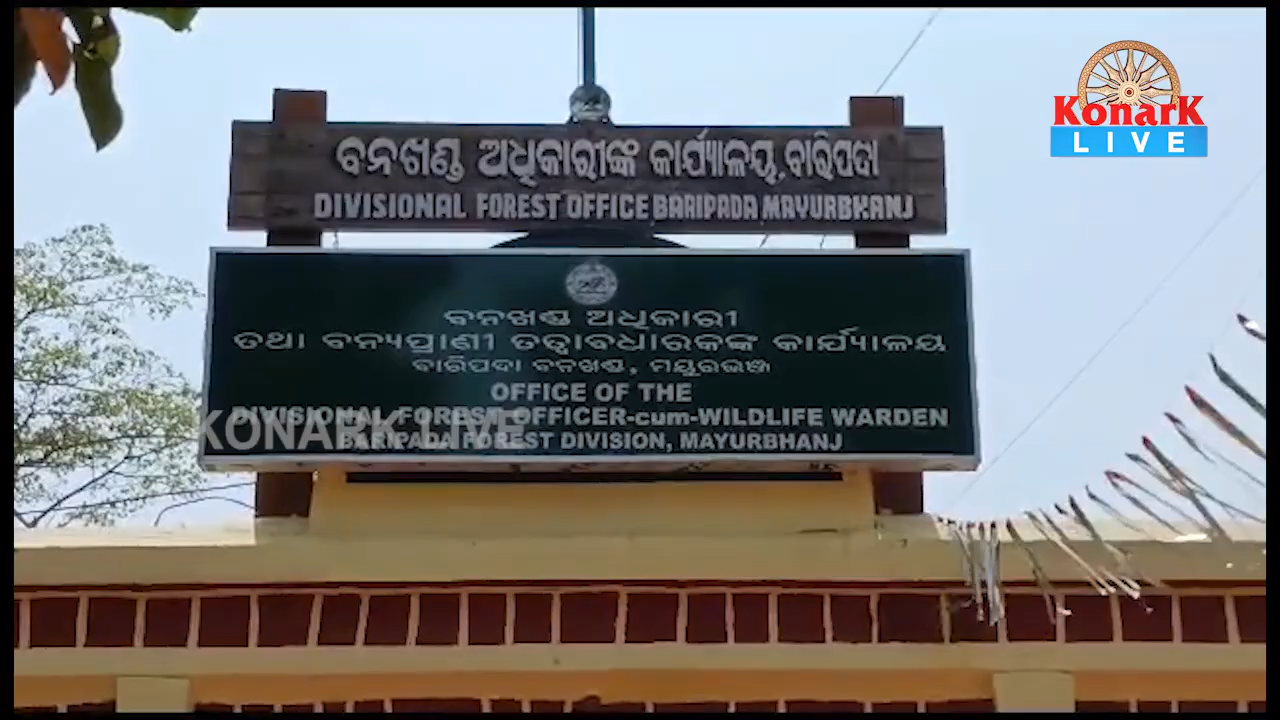 KonarK
LIVE
ବନଖଣ୍ଡ ଅଧିକାରୀଙ୍କ କାର୍ଯ୍ୟାଳୟ, ବାରିପଦା
DIVISIONAL FOREST OFFICE BARIPADA MAYURBHANJ
ବନଖଣ୍ଡ ଅଧିକାରୀ
ତଥା ବନ୍ୟପ୍ରାଣୀ ତତ୍ତ୍ୱାବଧାରକଙ୍କ କାର୍ଯ୍ୟାଳୟ
ବାରିପଦା ବନଖଣ୍ଡ, ମୟୂରଭଞ୍ଜ
OFFICE OF THE
DIVISIONAL FOREST OFFICER-cum-WILDLIFE WARDEN
BARIPADA FOREST DIVISION, MAYURBHANJ
KONARK LIVE